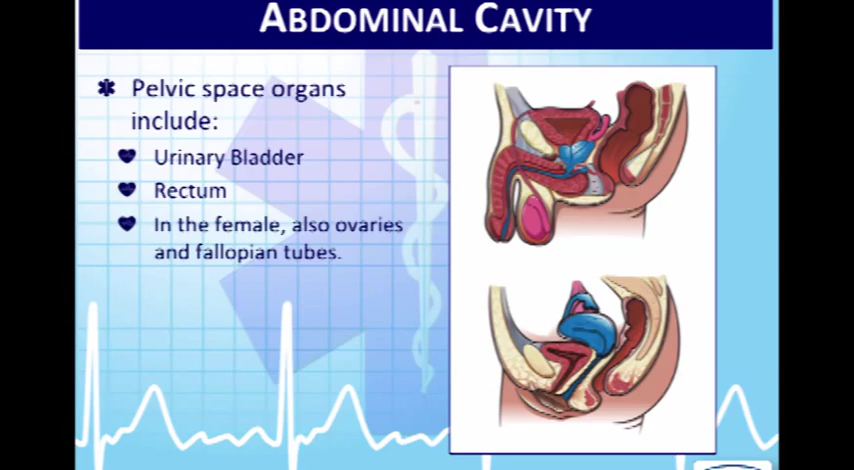 ABDOMINAL CAVITY
Pelvic space organs
include:
Urinary Bladder
Rectum
In the female, also ovaries
and fallopian tubes.